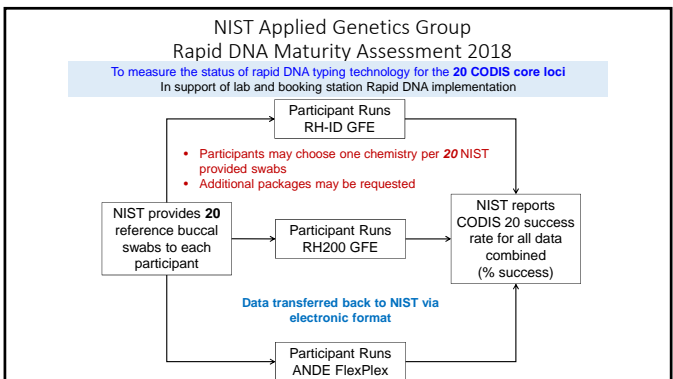 NIST Applied Genetics Group
Rapid DNA Maturity Assessment 2018
To measure the status of rapid DNA typing technology for the 20 CODIS core loci
In support of lab and booking station Rapid DNA implementation
Participant Runs
RH-ID GFE
• Participants may choose one chemistry per 20 NIST
provided swabs
• Additional packages may be requested
NIST provides 20
reference buccal
swabs to each
participant
Participant Runs
RH200 GFE
NIST reports
CODIS 20 success
rate for all data
combined
(% success)
Data transferred back to NIST via
electronic format
Participant Runs
ANDE FlexPlex